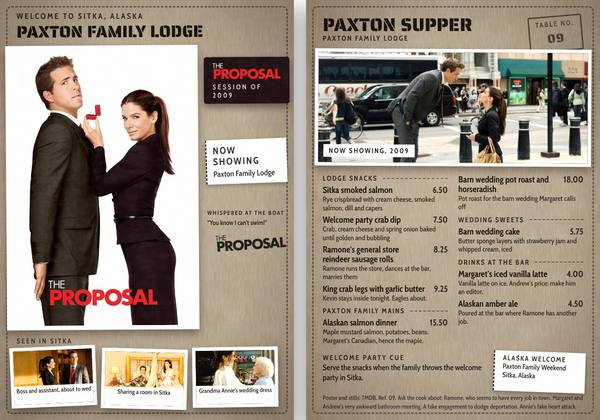 WELCOME TO SITKA, ALASKA
PAXTON FAMILY LODGE
THE
PROPOSAL
SESSION OF
2009
NOW
SHOWING
Paxton Family Lodge
WHISPERED AT THE BOAT
"You know I can't swim!"
THE
PROPOSAL
THE
PROPOSAL
SEEN IN SITKA
Boss and assistant, about to wed
Sharing a room in Sitka
Grandma Annie's wedding dress
PAXTON SUPPER
PAXTON FAMILY LODGE
TABLE NO.
09
NOW SHOWING, 2009
LODGE SNACKS
Sitka smoked salmon 6.50
Rye crispbread with cream cheese, smoked
salmon, dill and capers
Welcome party crab dip 7.50
Crab, cream cheese and spring onion baked
until golden and bubbling
Ramone's general store
reindeer sausage rolls 8.25
Ramone runs the store, dances at the bar,
marries them
King crab legs with garlic butter 9.25
Kevin stays inside tonight. Eagles about.
PAXTON FAMILY MAINS
Alaskan salmon dinner 15.50
Maple mustard salmon, potatoes, beans.
Margaret's Canadian, hence the maple.
Barn wedding pot roast and
horseradish 18.00
Pot roast for the barn wedding Margaret calls
off
WEDDING SWEETS
Barn wedding cake 5.75
Butter sponge layers with strawberry jam and
whipped cream, iced
DRINKS AT THE BAR
Margaret's iced vanilla latte 4.00
Vanilla latte on ice. Andrew's price: make him
an editor.
Alaskan amber ale 4.50
Poured at the bar where Ramone has another
job.
WELCOME PARTY CUE
Serve the snacks when the family throws the welcome
party in Sitka.
ALASKA WELCOME
Paxton Family Weekend
Sitka, Alaska
Poster and stills: TMDB. Ref. 09. Ask the cook about: Ramone, who seems to have every job in town. Margaret and
Andrew's very awkward bathroom meeting. A fake engagement to dodge deportation. Annie's fake heart attack.